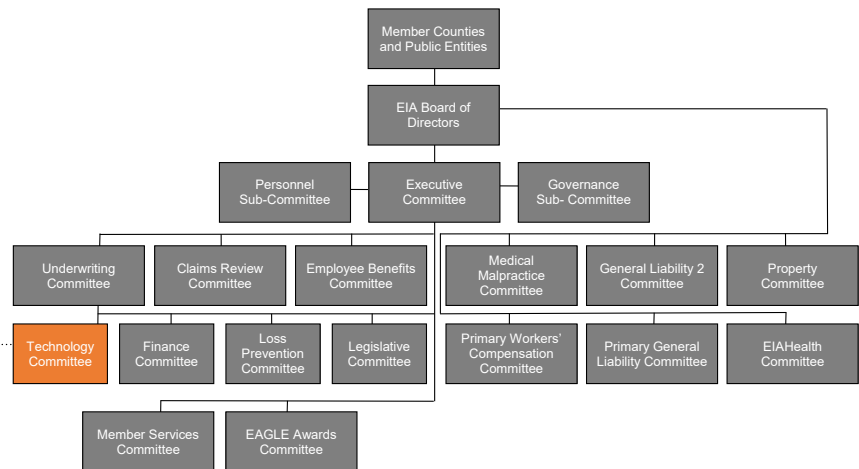 Member Counties
and Public Entities
EIA Board of
Directors
Personnel
Sub-Committee
Executive
Committee
Governance
Sub- Committee
Underwriting
Committee
Claims Review
Committee
Employee Benefits
Committee
Medical
Malpractice
Committee
General Liability 2
Committee
Property
Committee
Technology
Committee
Finance
Committee
Loss
Prevention
Committee
Legislative
Committee
Primary Workers'
Compensation
Committee
Primary General
Liability Committee
EIAHealth
Committee
Member Services
Committee
EAGLE Awards
Committee